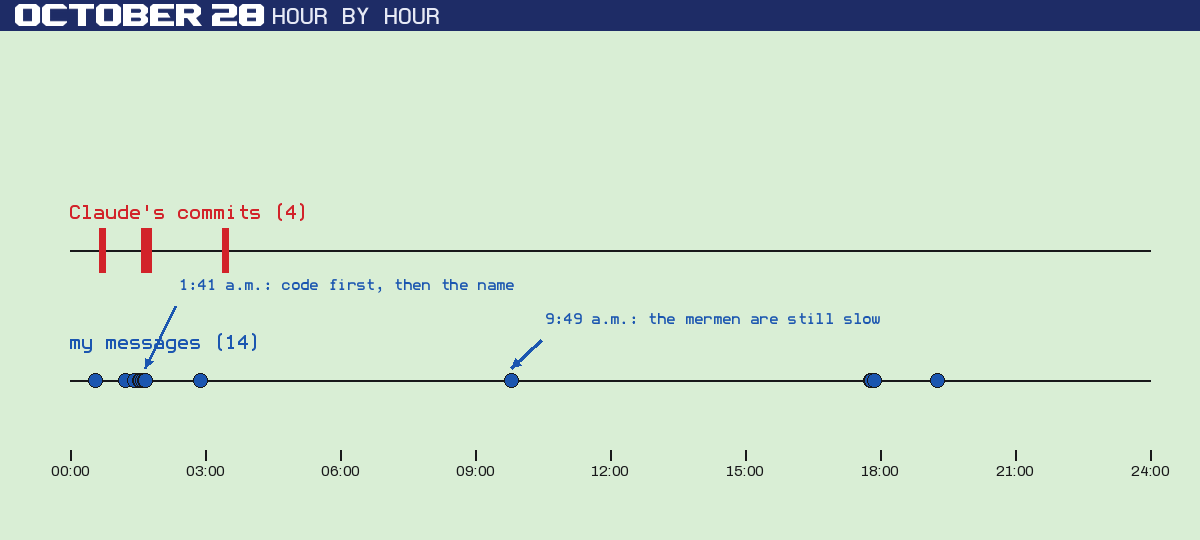 OCTOBER 28 HOUR BY HOUR
Claude's commits (4)
1:41 a.m.: code first, then the name
9:49 a.m.: the mermen are still slow
my messages (14)
00:00 03:00 06:00 09:00 12:00 15:00 18:00 21:00 24:00